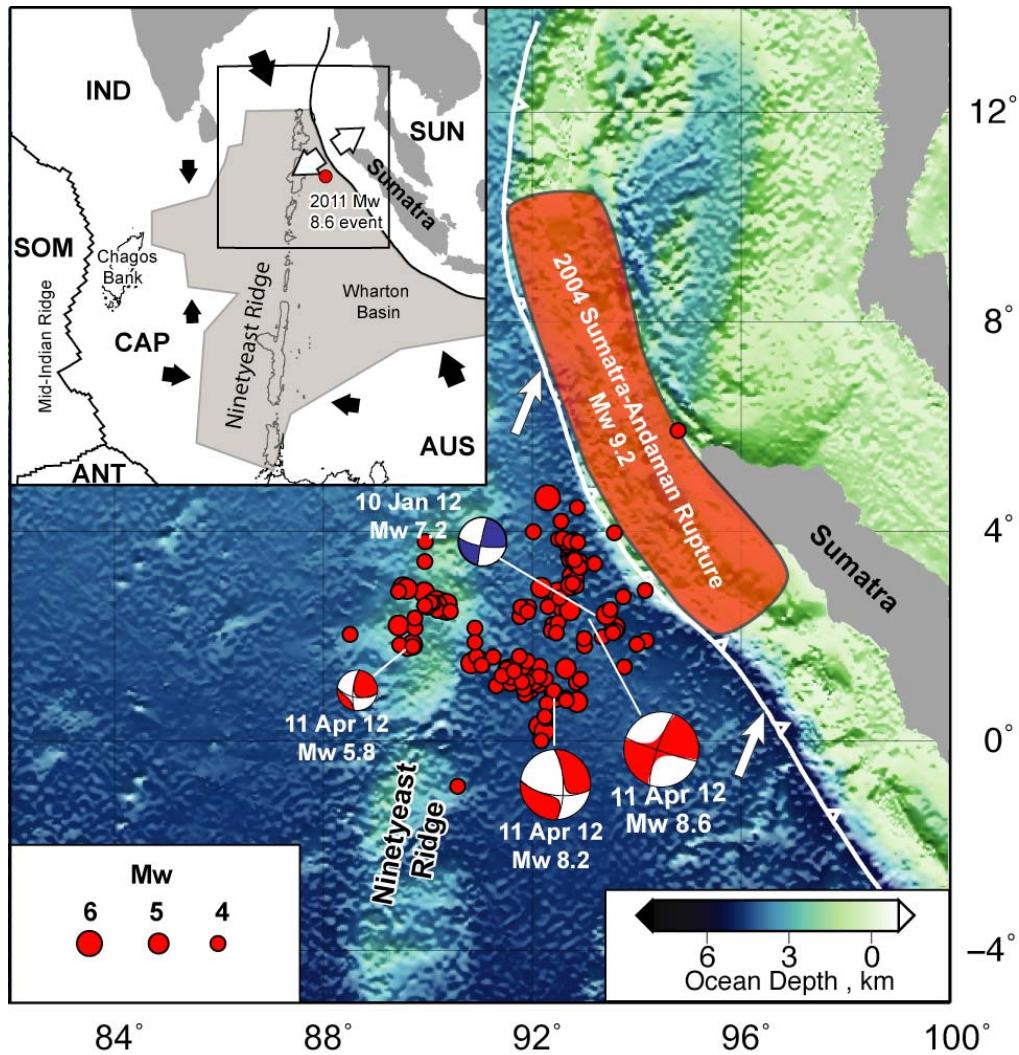 IND
SUN
Sumatra
2011 Mw
8.6 event
SOM
Chagos
Bank
Mid-Indian Ridge
CAP
Ninetyeast Ridge
Wharton
Basin
AUS
ANT
12°
8°
4°
0°
−4°
2004 Sumatra-Andaman Rupture
Mw 9.2
Sumatra
10 Jan 12
Mw 7.2
11 Apr 12
Mw 5.8
11 Apr 12
Mw 8.2
11 Apr 12
Mw 8.6
Ninetyeast
Ridge
Mw
6 5 4
6 3 0
Ocean Depth , km
84° 88° 92° 96° 100°